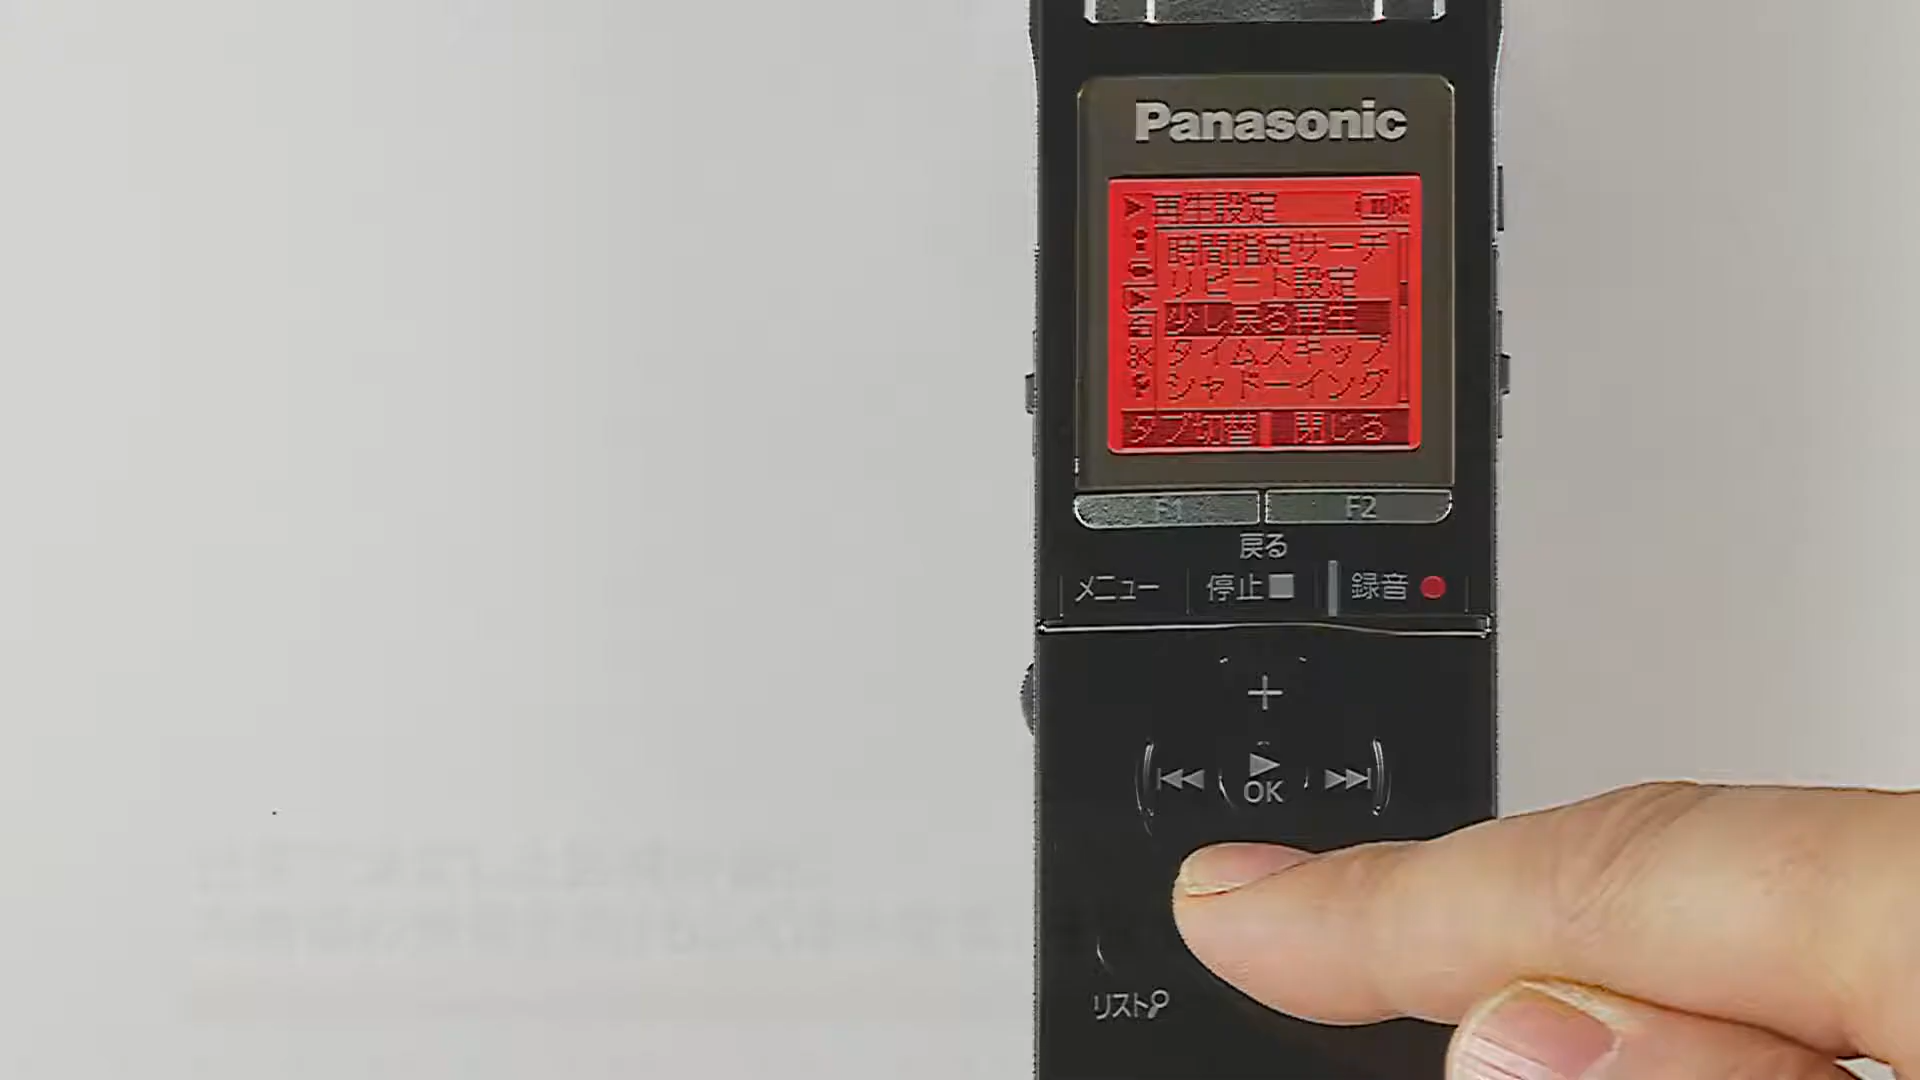 Panasonic
再生設定
時間指定サーチ
リピート設定
少し戻る再生
タイムスキップ
シャドーイング
タブ切替 閉じる
F1 F2
戻る
メニュー 停止 録音
+
OK
リスト